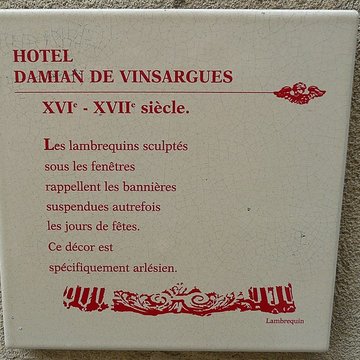 HOTEL
DAMIAN DE VINSARGUES
XVIe - XVIIe siècle.
Les lambrequins sculptés
sous les fenêtres
rappellent les bannières
suspendues autrefois
les jours de fêtes.
Ce décor est
spécifiquement arlésien.
Lambrequin